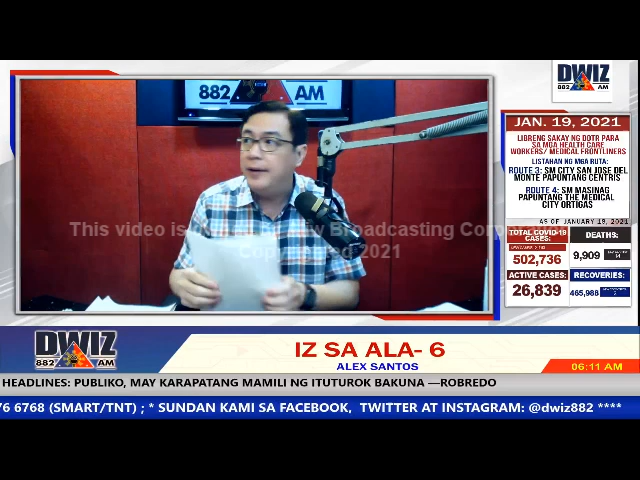 DWIZ
882 AM
882 AM
JAN. 19, 2021
LIBRENG SAKAY NG DOTR PARA
SA MGA HEALTH CARE
WORKERS/ MEDICAL FRONTLINERS
LISTAHAN NG MGA RUTA:
ROUTE 3: SM CITY SAN JOSE DEL
MONTE PAPUNTANG CENTRIS
ROUTE 4: SM MASINAG
PAPUNTANG THE MEDICAL
CITY ORTIGAS
AS OF JANUARY 19, 2021
TOTAL COVID-19
CASES:
502,736
DEATHS:
9,909
ACTIVE CASES:
26,839
RECOVERIES:
465,988
This video is Broadcasting Corporation
2021
DWIZ
882 AM
IZ SA ALA- 6
ALEX SANTOS
06:11 AM
HEADLINES: PUBLIKO, MAY KARAPATANG MAMILI NG ITUTUROK BAKUNA —ROBREDO
76 6768 (SMART/TNT) ; * SUNDAN KAMI SA FACEBOOK, TWITTER AT INSTAGRAM: @dwiz882 ****